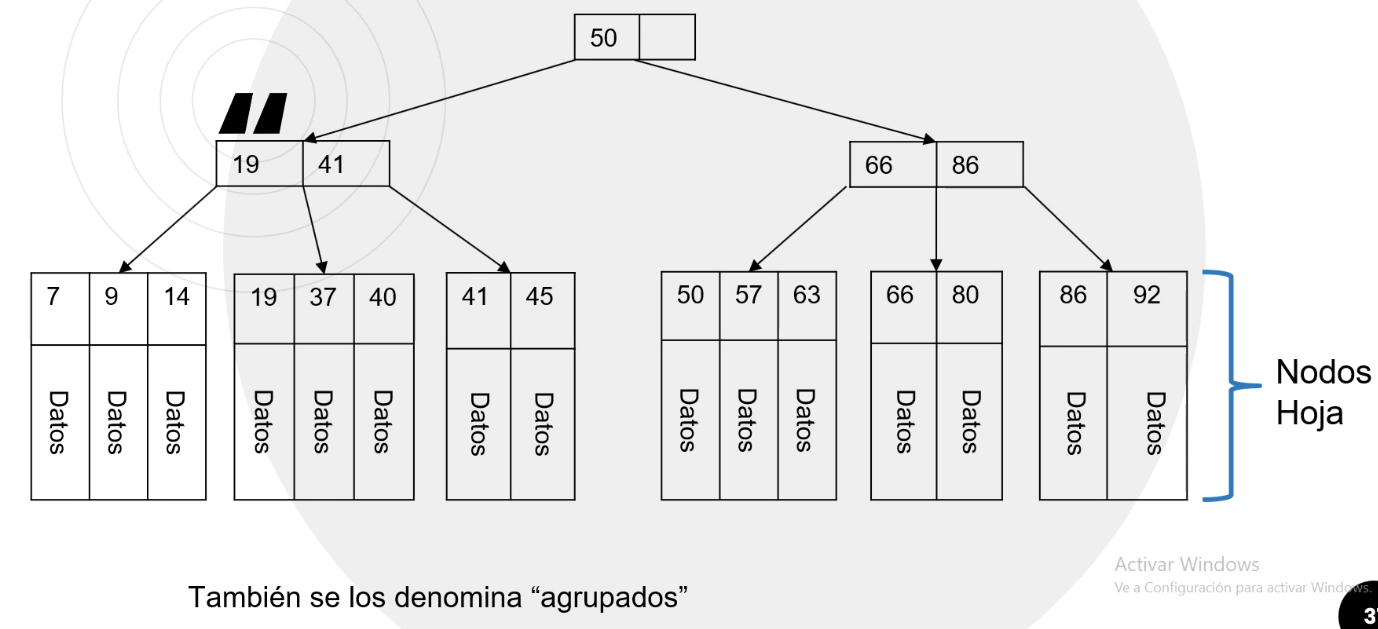 50
19 41
66 86
7 9 14
19 37 40
41 45
50 57 63
66 80
86 92
Datos Datos Datos
Datos Datos Datos
Datos Datos
Datos Datos Datos
Datos Datos
Datos Datos
Nodos
Hoja
También se los denomina “agrupados”
Activar Windows
Ve a Configuración para activar Windows.